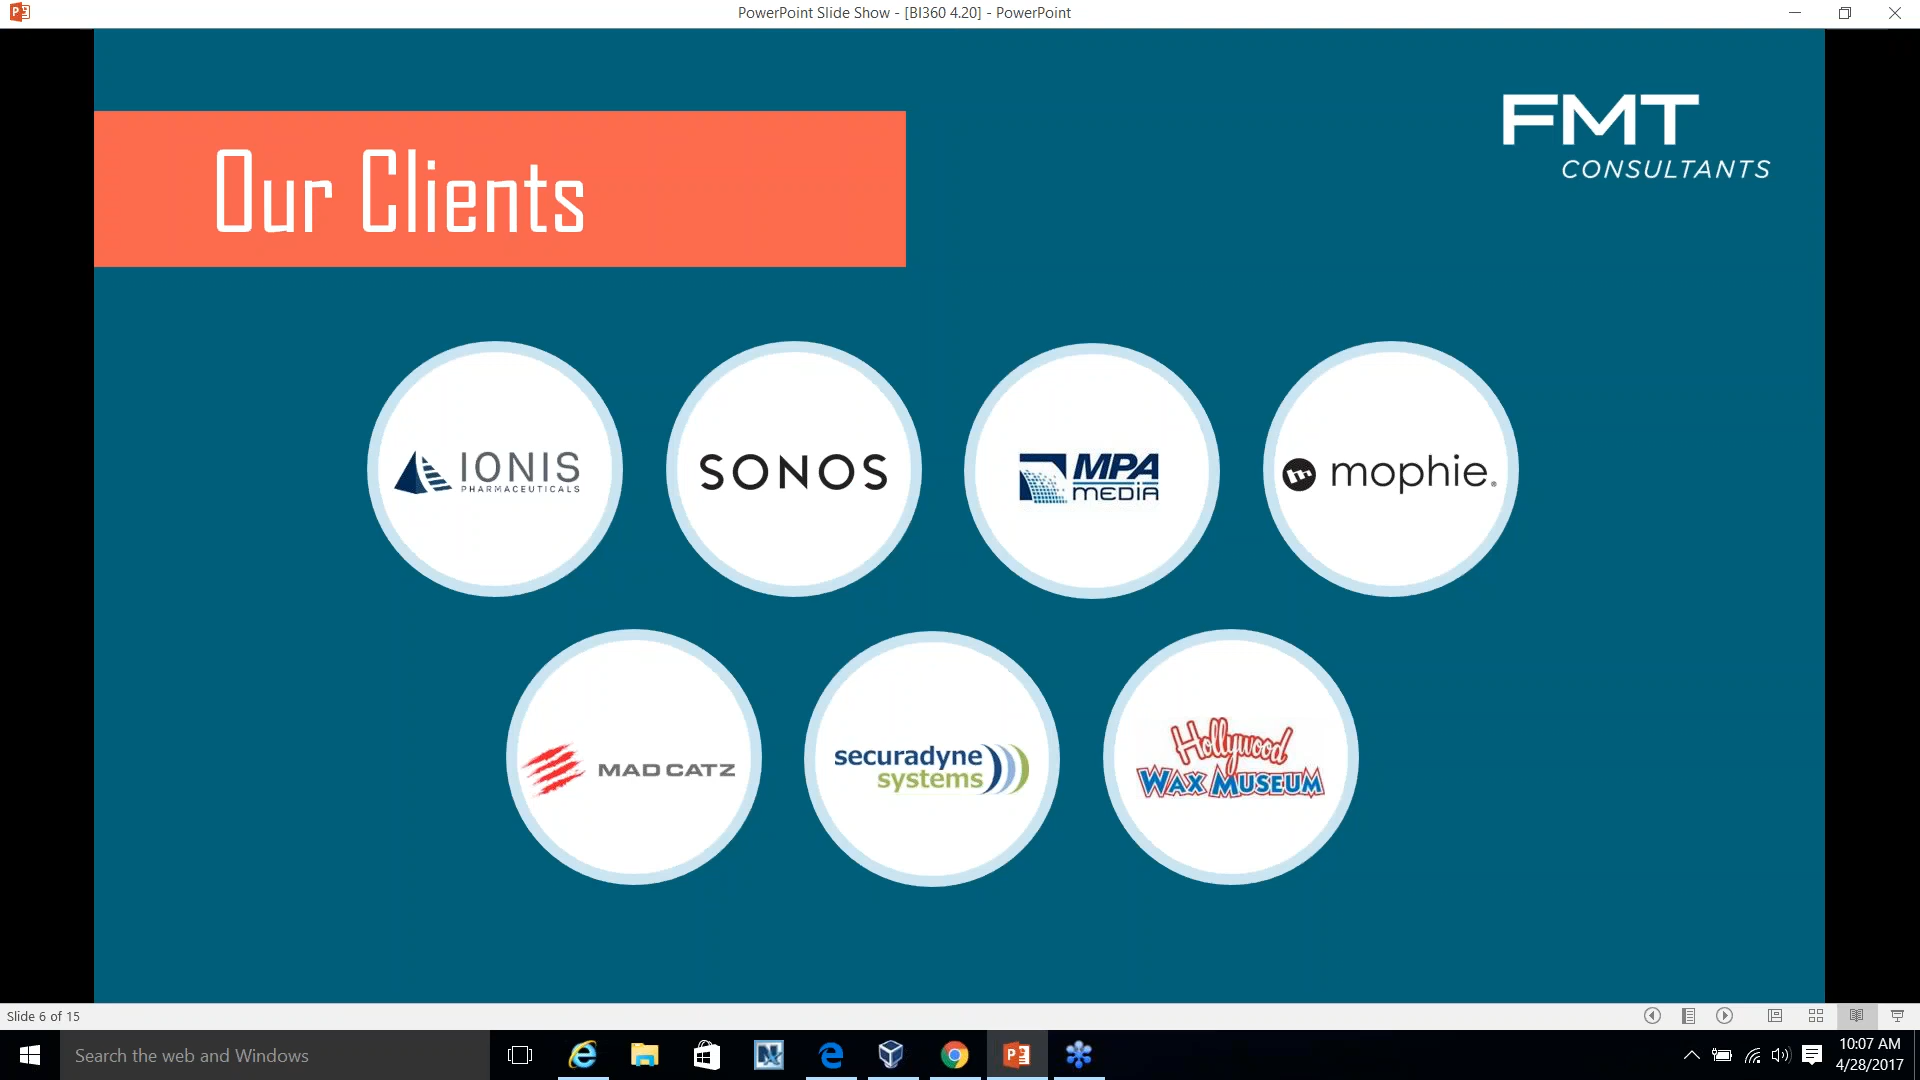 PowerPoint Slide Show - [BI360 4.20] - PowerPoint
FMT
CONSULTANTS
Our Clients
IONIS
PHARMACEUTICALS
SONOS
MPA
MEDIA
mophie®
MAD CATZ
securadyne
systems
Hollywood
WAX MUSEUM
Slide 6 of 15
Search the web and Windows
10:07 AM
4/28/2017